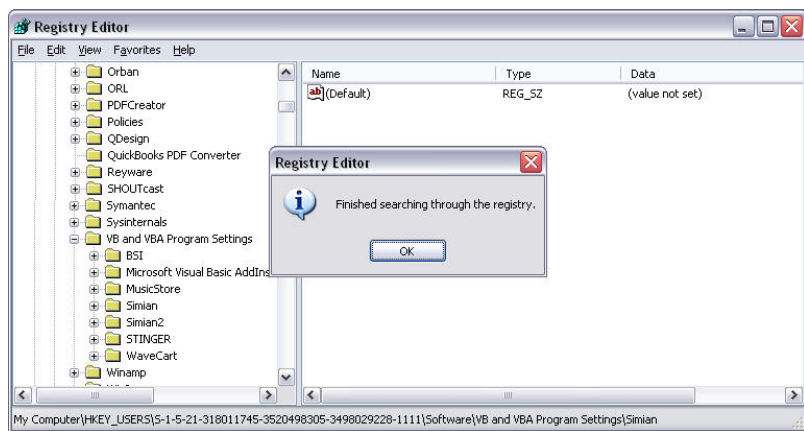 Registry Editor
File Edit View Favorites Help
Orban
ORL
PDFCreator
Policies
QDesign
QuickBooks PDF Converter
Reyware
SHOUTcast
Symantec
Sysinternals
VB and VBA Program Settings
BSI
Microsoft Visual Basic AddIns
MusicStore
Simian
Simian2
STINGER
WaveCart
Winamp
Name Type Data
ab (Default) REG_SZ (value not set)
Registry Editor
Finished searching through the registry.
OK
My Computer\HKEY_USERS\S-1-5-21-318011745-3520498305-3498029228-1111\Software\VB and VBA Program Settings\Simian